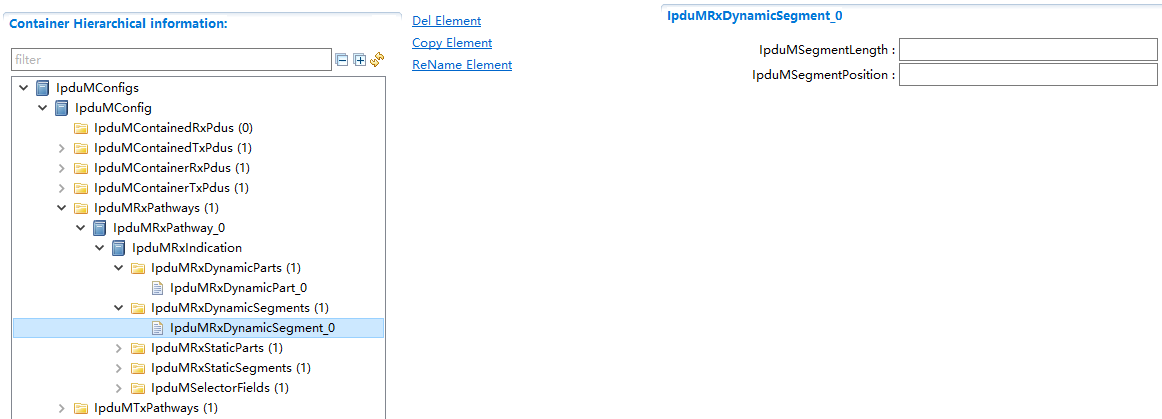 Container Hierarchical information:
filter
IpduMConfigs
IpduMConfig
IpduMContainedRxPdus (0)
IpduMContainedTxPdus (1)
IpduMContainerRxPdus (1)
IpduMContainerTxPdus (1)
IpduMRxPathways (1)
IpduMRxPathway_0
IpduMRxIndication
IpduMRxDynamicParts (1)
IpduMRxDynamicPart_0
IpduMRxDynamicSegments (1)
IpduMRxDynamicSegment_0
IpduMRxStaticParts (1)
IpduMRxStaticSegments (1)
IpduMSelectorFields (1)
IpduMTxPathways (1)
Del Element
Copy Element
ReName Element
IpduMRxDynamicSegment_0
IpduMSegmentLength :
IpduMSegmentPosition :